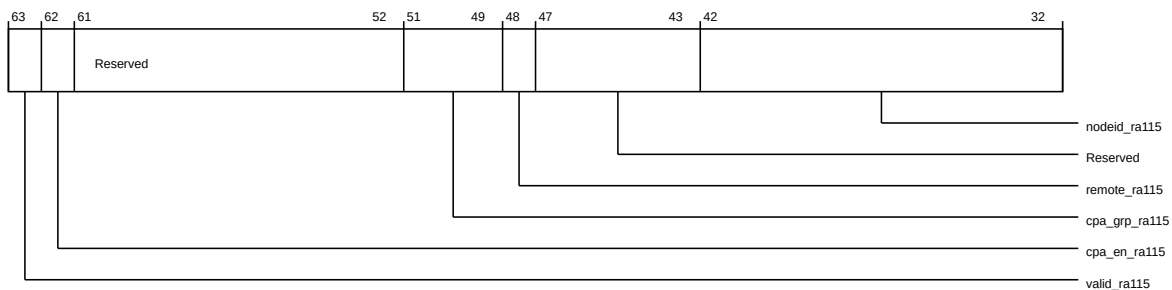 63 62 61 52 51 49 48 47 43 42 32
Reserved
nodeid_ra115
Reserved
remote_ra115
cpa_grp_ra115
cpa_en_ra115
valid_ra115